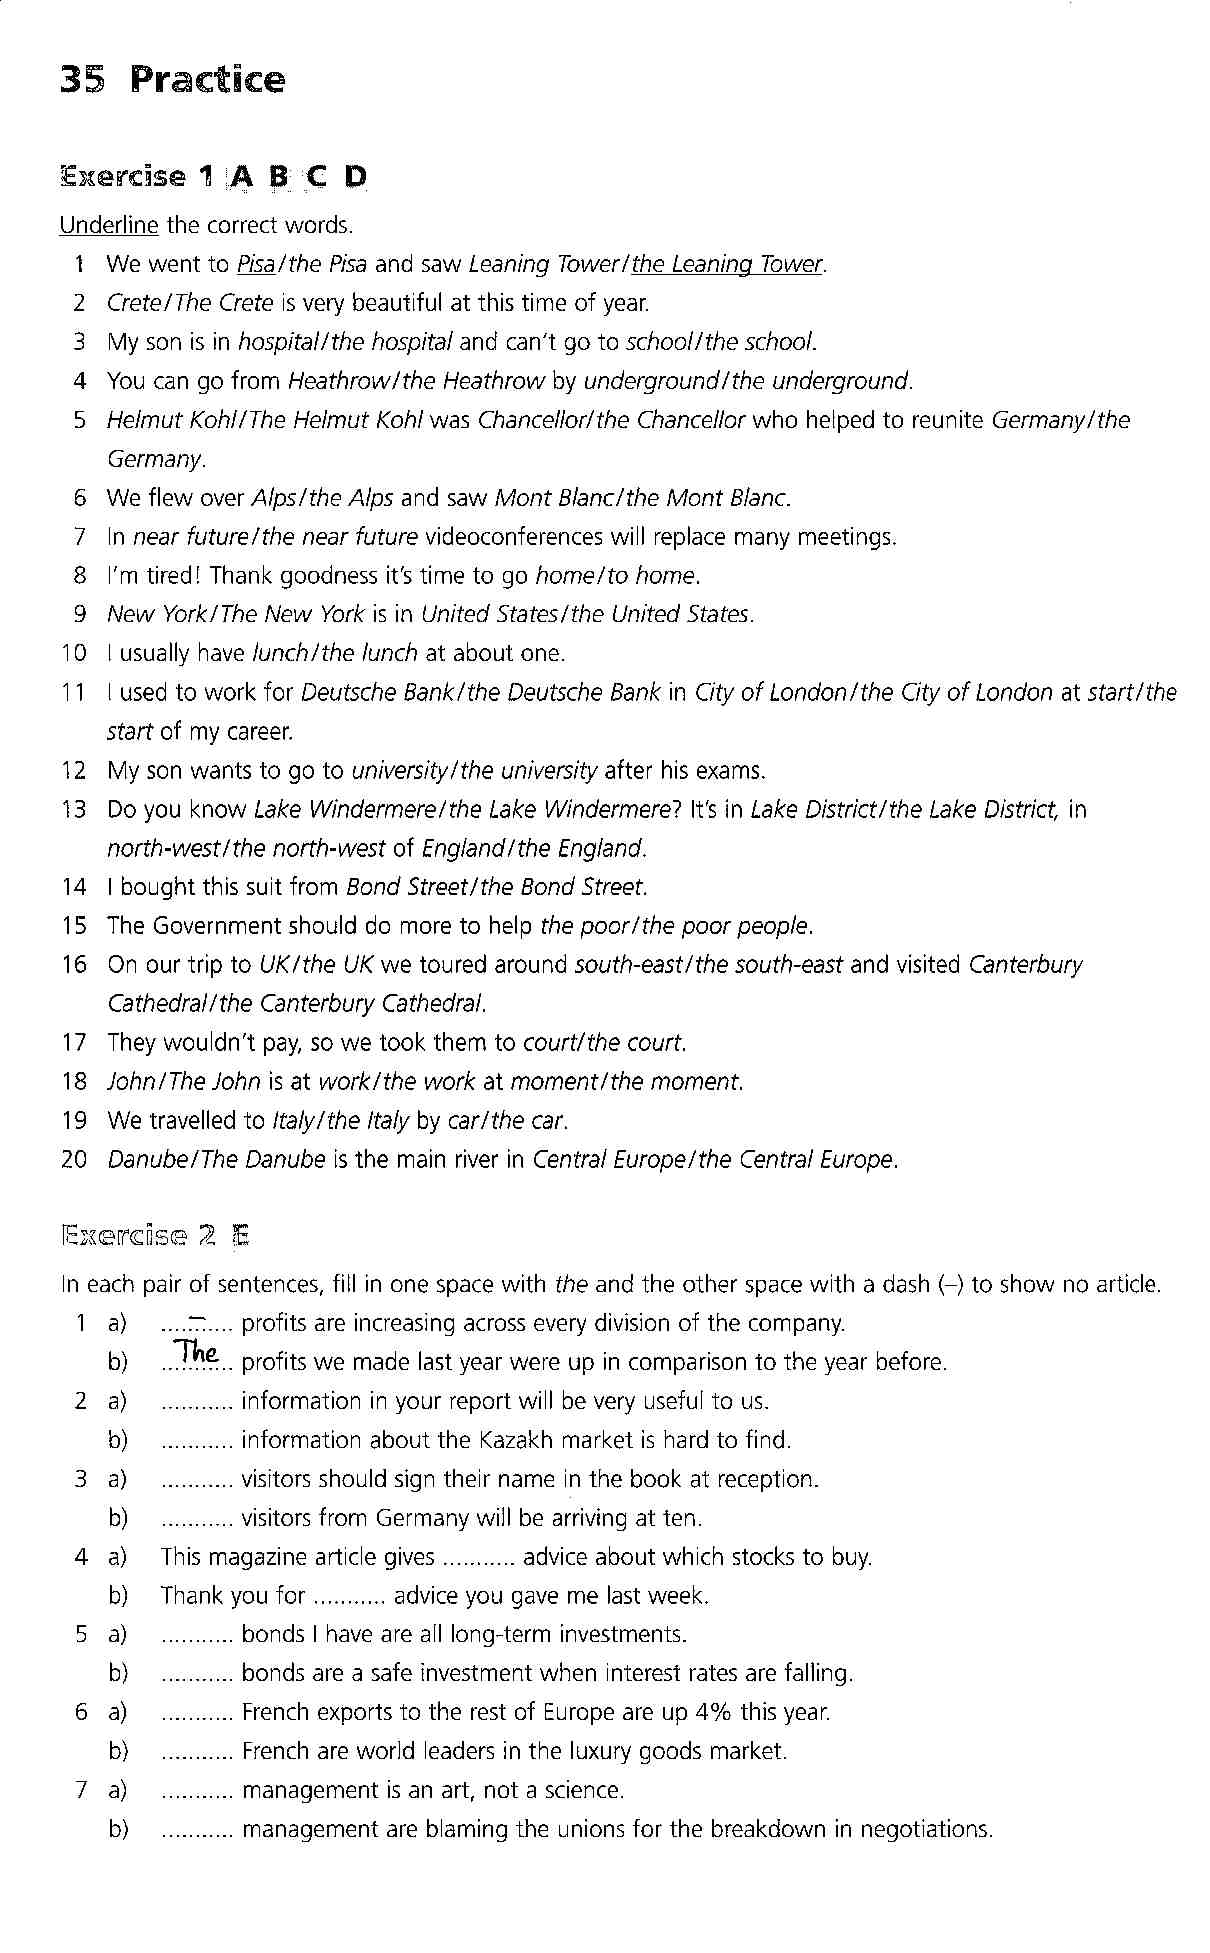 35 Practice
Exercise 1 A B C D
Underline the correct words.
1 We went to Pisa/the Pisa and saw Leaning Tower/the Leaning Tower.
2 Crete/The Crete is very beautiful at this time of year.
3 My son is in hospital/the hospital and can't go to school/the school.
4 You can go from Heathrow/the Heathrow by underground/the underground.
5 Helmut Kohl/The Helmut Kohl was Chancellor/the Chancellor who helped to reunite Germany/the
Germany.
6 We flew over Alps/the Alps and saw Mont Blanc/the Mont Blanc.
7 In near future/the near future videoconferences will replace many meetings.
8 I'm tired! Thank goodness it's time to go home/to home.
9 New York/The New York is in United States/the United States.
10 I usually have lunch/the lunch at about one.
11 I used to work for Deutsche Bank/the Deutsche Bank in City of London/the City of London at start/the
start of my career.
12 My son wants to go to university/the university after his exams.
13 Do you know Lake Windermere/the Lake Windermere? It's in Lake District/the Lake District, in
north-west/the north-west of England/the England.
14 I bought this suit from Bond Street/the Bond Street.
15 The Government should do more to help the poor/the poor people.
16 On our trip to UK/the UK we toured around south-east/the south-east and visited Canterbury
Cathedral/the Canterbury Cathedral.
17 They wouldn't pay, so we took them to court/the court.
18 John/The John is at work/the work at moment/the moment.
19 We travelled to Italy/the Italy by car/the car.
20 Danube/The Danube is the main river in Central Europe/the Central Europe.
Exercise 2 E
In each pair of sentences, fill in one space with the and the other space with a dash (–) to show no article.
1 a) ....–.... profits are increasing across every division of the company.
b) ..The.. profits we made last year were up in comparison to the year before.
2 a) ........... information in your report will be very useful to us.
b) ........... information about the Kazakh market is hard to find.
3 a) ........... visitors should sign their name in the book at reception.
b) ........... visitors from Germany will be arriving at ten.
4 a) This magazine article gives ........... advice about which stocks to buy.
b) Thank you for ........... advice you gave me last week.
5 a) ........... bonds I have are all long-term investments.
b) ........... bonds are a safe investment when interest rates are falling.
6 a) ........... French exports to the rest of Europe are up 4% this year.
b) ........... French are world leaders in the luxury goods market.
7 a) ........... management is an art, not a science.
b) ........... management are blaming the unions for the breakdown in negotiations.